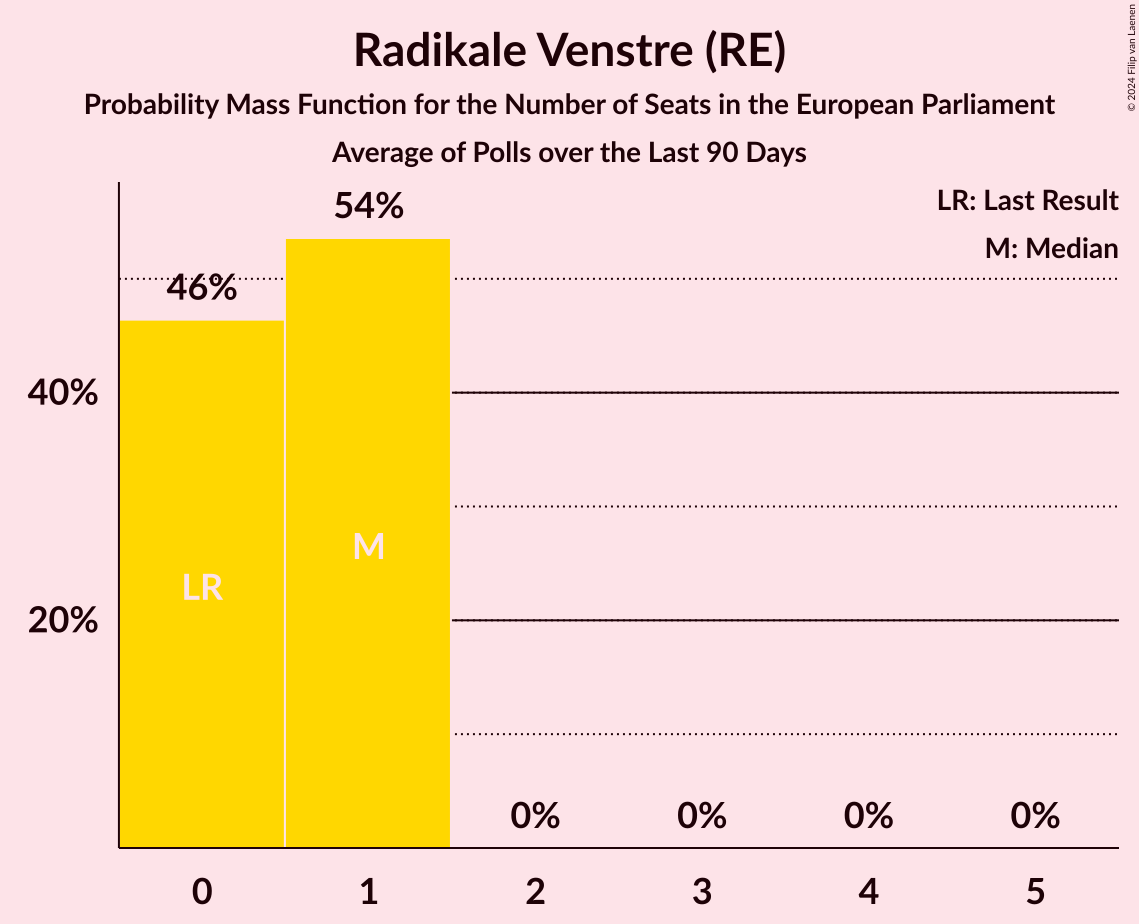 Radikale Venstre (RE)
Probability Mass Function for the Number of Seats in the European Parliament
Average of Polls over the Last 90 Days
© 2024 Filip van Laenen
LR: Last Result
M: Median
54%
46%
40%
20%
M
LR
0% 0% 0% 0%
0 1 2 3 4 5